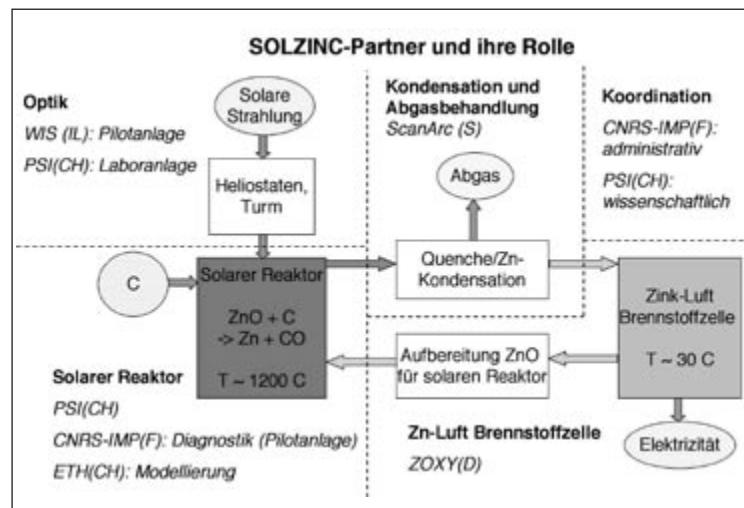 SOLZINC-Partner und ihre Rolle
Optik
WIS (IL): Pilotanlage
PSI(CH): Laboranlage
Solare
Strahlung
Heliostaten,
Turm
Kondensation und
Abgasbehandlung
ScanArc (S)
Abgas
Koordination
CNRS-IMP(F):
administrativ
PSI(CH):
wissenschaftlich
C
Solarer Reaktor
ZnO + C
-> Zn + CO
T ~ 1200 C
Quenche/Zn-
Kondensation
Zink-Luft
Brennstoffzelle
T ~ 30 C
Aufbereitung ZnO
für solaren Reaktor
Solarer Reaktor
PSI(CH)
CNRS-IMP(F): Diagnostik (Pilotanlage)
ETH(CH): Modellierung
Zn-Luft Brennstoffzelle
ZOXY(D)
Elektrizität